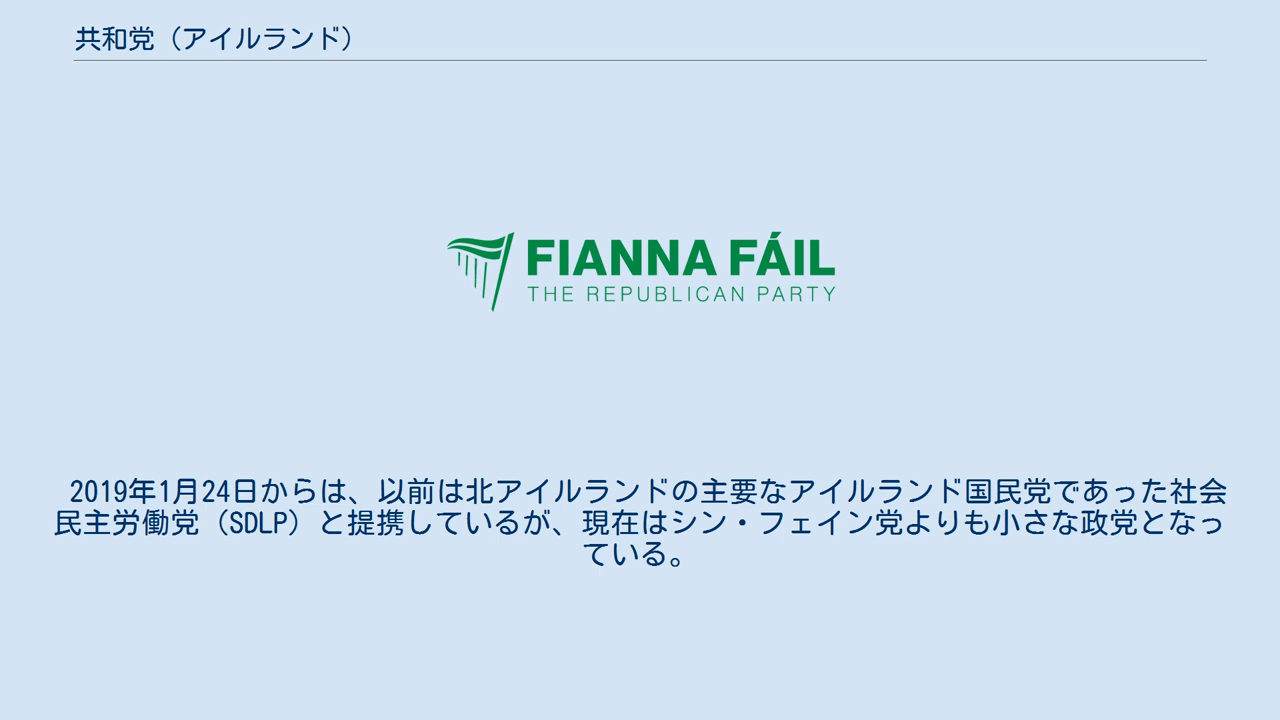 共和党（アイルランド）
FIANNA FÁIL
THE REPUBLICAN PARTY
2019年1月24日からは、以前は北アイルランドの主要なアイルランド国民党であった社会
民主労働党（SDLP）と提携しているが、現在はシン・フェイン党よりも小さな政党となっ
ている。